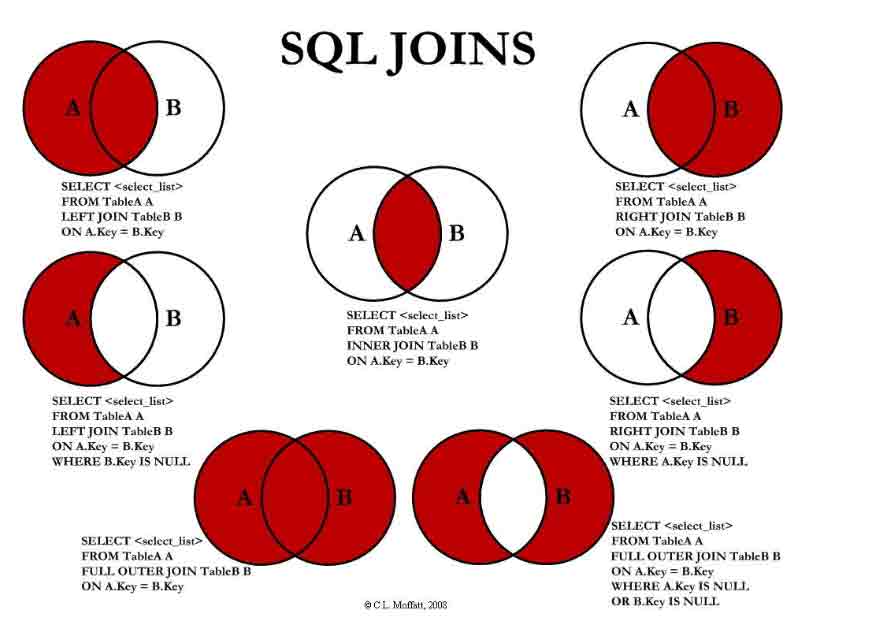 SQL JOINS
A B
SELECT <select_list>
FROM TableA A
LEFT JOIN TableB B
ON A.Key = B.Key
A B
SELECT <select_list>
FROM TableA A
RIGHT JOIN TableB B
ON A.Key = B.Key
A B
SELECT <select_list>
FROM TableA A
INNER JOIN TableB B
ON A.Key = B.Key
A B
SELECT <select_list>
FROM TableA A
LEFT JOIN TableB B
ON A.Key = B.Key
WHERE B.Key IS NULL
A B
SELECT <select_list>
FROM TableA A
RIGHT JOIN TableB B
ON A.Key = B.Key
WHERE A.Key IS NULL
A B
SELECT <select_list>
FROM TableA A
FULL OUTER JOIN TableB B
ON A.Key = B.Key
A B
SELECT <select_list>
FROM TableA A
FULL OUTER JOIN TableB B
ON A.Key = B.Key
WHERE A.Key IS NULL
OR B.Key IS NULL
© C.L. Moffatt, 2008